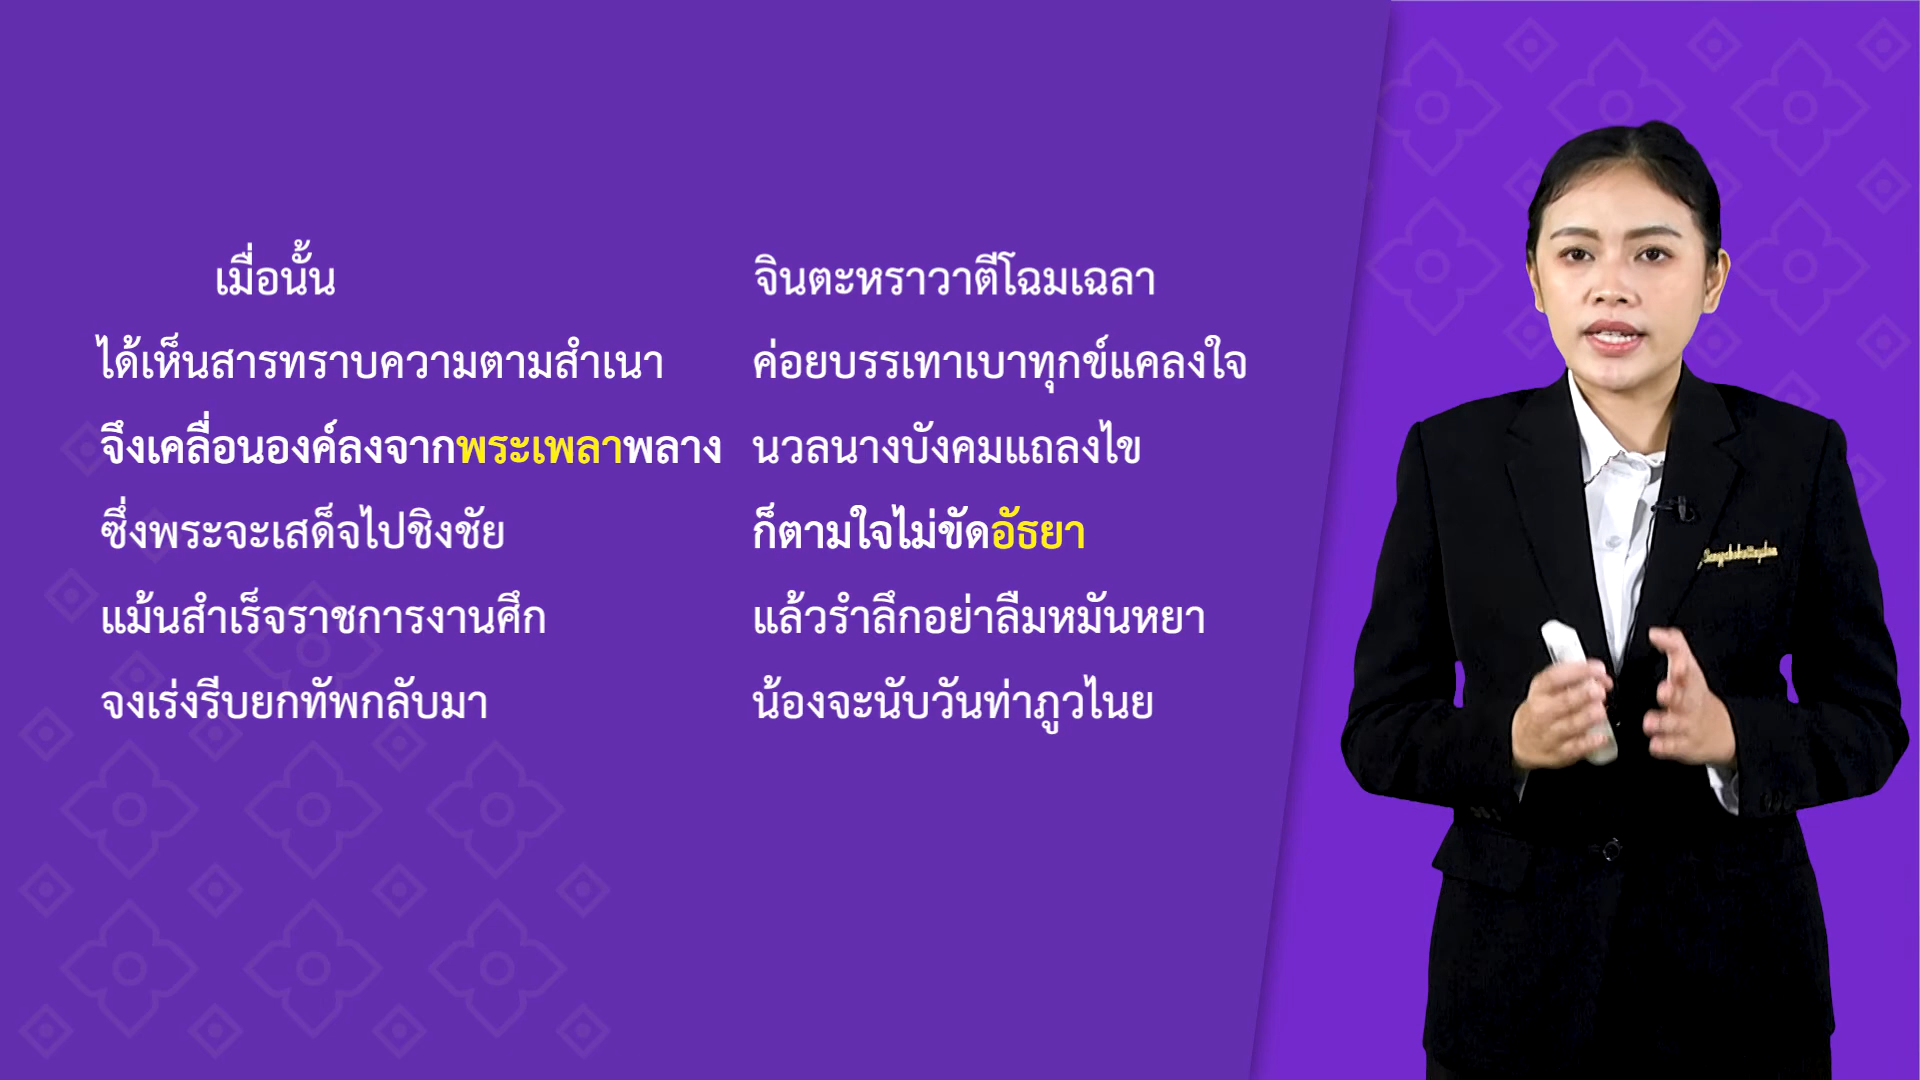 เมื่อนั้น จินตะหราวาตีโฉมเฉลา
ได้เห็นสารทราบความตามสำเนา ค่อยบรรเทาเบาทุกข์แคลงใจ
จึงเคลื่อนองค์ลงจากพระเพลาพลาง นวลนางบังคมแถลงไข
ซึ่งพระจะเสด็จไปชิงชัย ก็ตามใจไม่ขัดอัธยา
แม้นสำเร็จราชการงานศึก แล้วรำลึกอย่าลืมหมันหยา
จงเร่งรีบยกทัพกลับมา น้องจะนับวันท่าภูวไนย